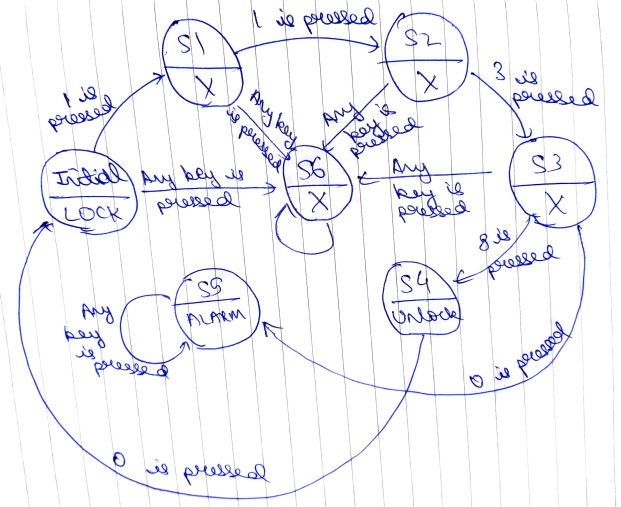 1 is pressed
S1
X
S2
X
3 is
pressed
1 is
pressed
Any key
is pressed
Any
key is
pressed
Initial
LOCK
Any key is
pressed
S6
X
Any
key is
pressed
S3
X
8 is
pressed
S4
UNlock
S5
ALARM
Any
key
is pressed
0 is pressed
0 is pressed